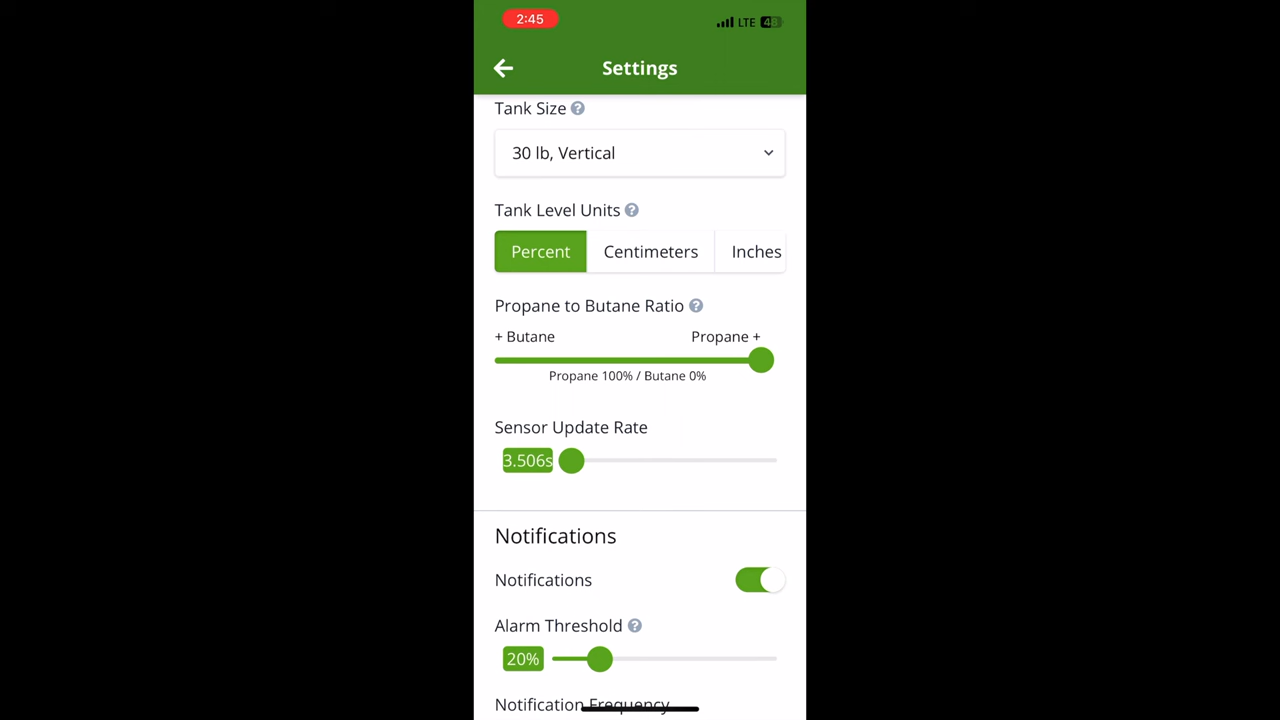 2:45
LTE 43
Settings
Tank Size
30 lb, Vertical
Tank Level Units
Percent Centimeters Inches
Propane to Butane Ratio
+ Butane Propane +
Propane 100% / Butane 0%
Sensor Update Rate
3.506s
Notifications
Notifications
Alarm Threshold
20%
Notification Frequency